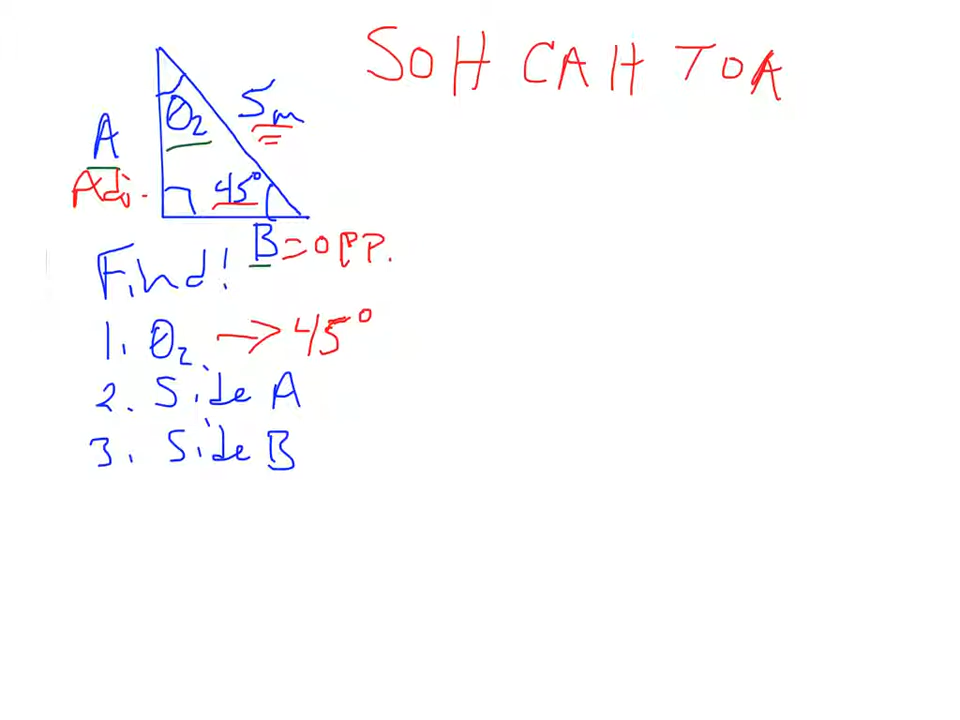 SOH CAH TOA
θ₂
5m
A
Adj.
45°
B = OPP.
Find!
1. θ₂ → 45°
2. Side A
3. Side B